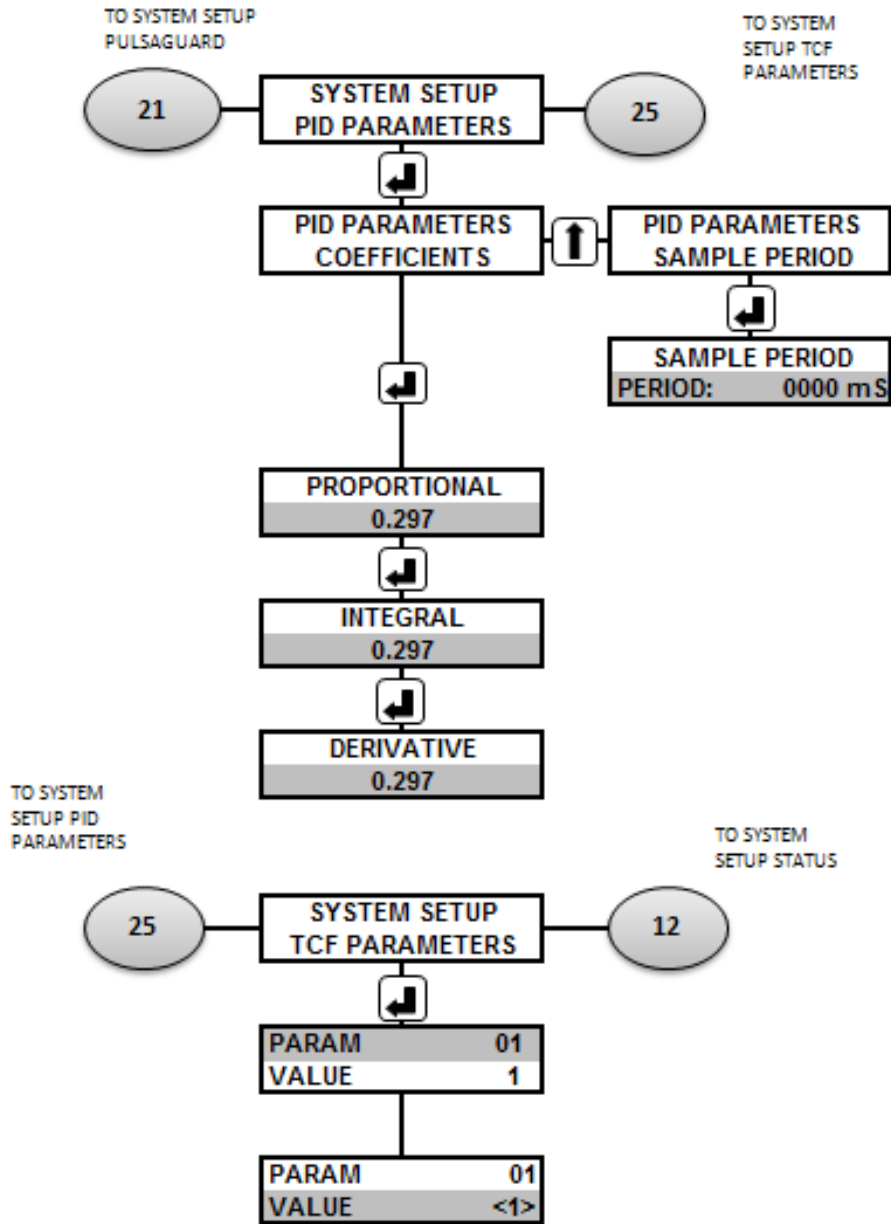 TO SYSTEM SETUP
PULSAGUARD
TO SYSTEM
SETUP TCF
PARAMETERS
21
SYSTEM SETUP
PID PARAMETERS
25
PID PARAMETERS
COEFFICIENTS
PID PARAMETERS
SAMPLE PERIOD
SAMPLE PERIOD
PERIOD: 0000 mS
PROPORTIONAL
0.297
INTEGRAL
0.297
DERIVATIVE
0.297
TO SYSTEM
SETUP PID
PARAMETERS
TO SYSTEM
SETUP STATUS
25
SYSTEM SETUP
TCF PARAMETERS
12
PARAM 01
VALUE 1
PARAM 01
VALUE <1>